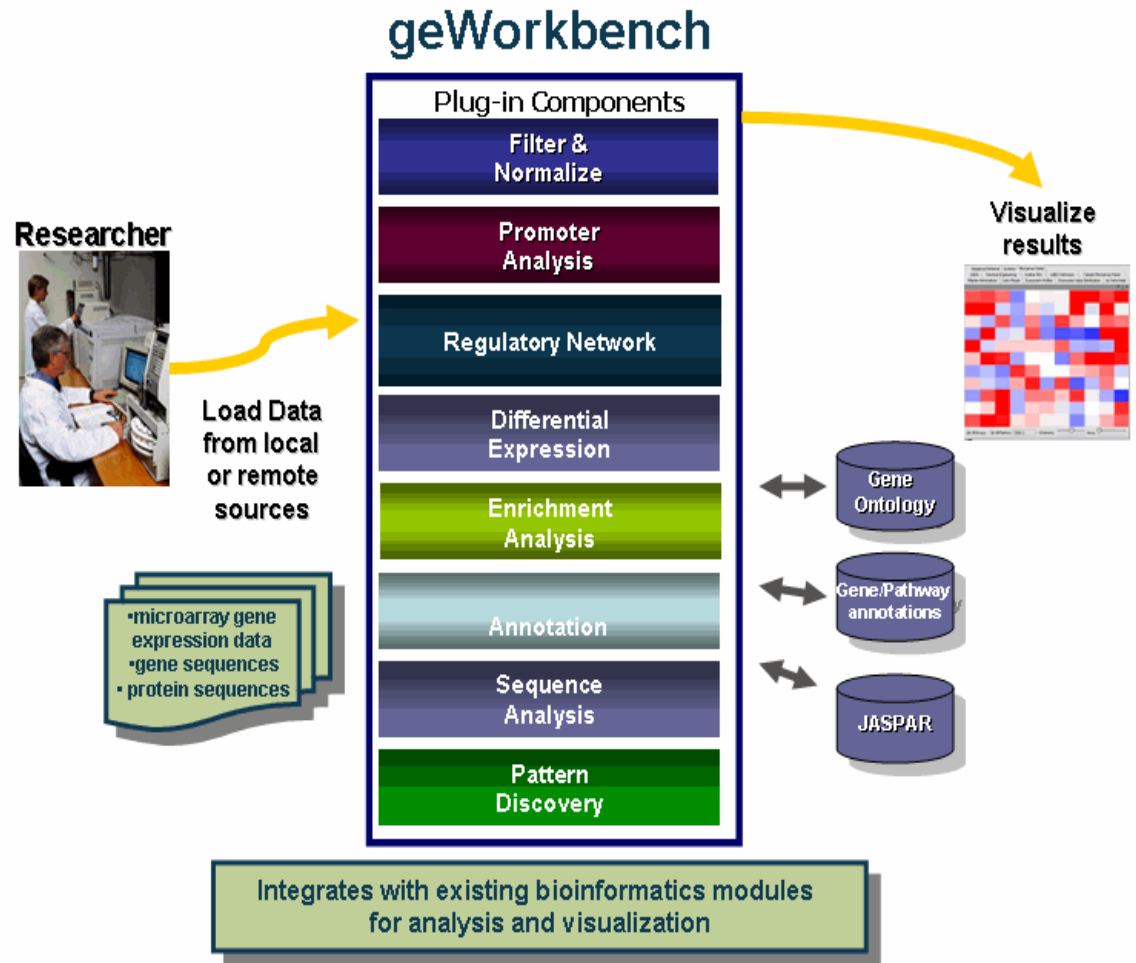 geWorkbench
Plug-in Components
Filter &
Normalize
Promoter
Analysis
Regulatory Network
Differential
Expression
Enrichment
Analysis
Annotation
Sequence
Analysis
Pattern
Discovery
Researcher
Load Data
from local
or remote
sources
•microarray gene
expression data
•gene sequences
• protein sequences
Visualize
results
Gene
Ontology
Gene/Pathway
annotations
JASPAR
Integrates with existing bioinformatics modules
for analysis and visualization